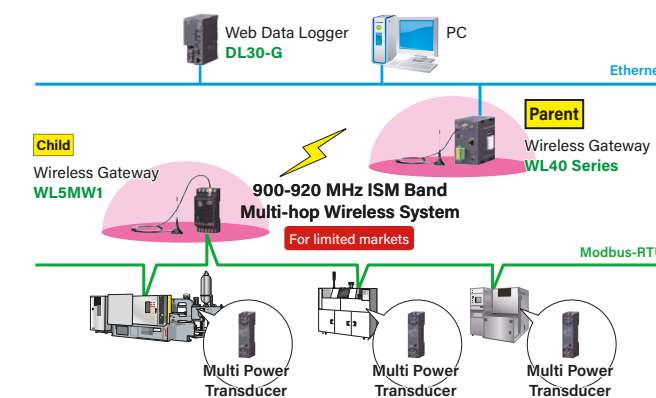 Web Data Logger
DL30-G
PC
Etherne
Parent
Wireless Gateway
WL40 Series
Child
Wireless Gateway
WL5MW1
900-920 MHz ISM Band
Multi-hop Wireless System
For limited markets
Modbus-RTU
Multi Power
Transducer
Multi Power
Transducer
Multi Power
Transducer